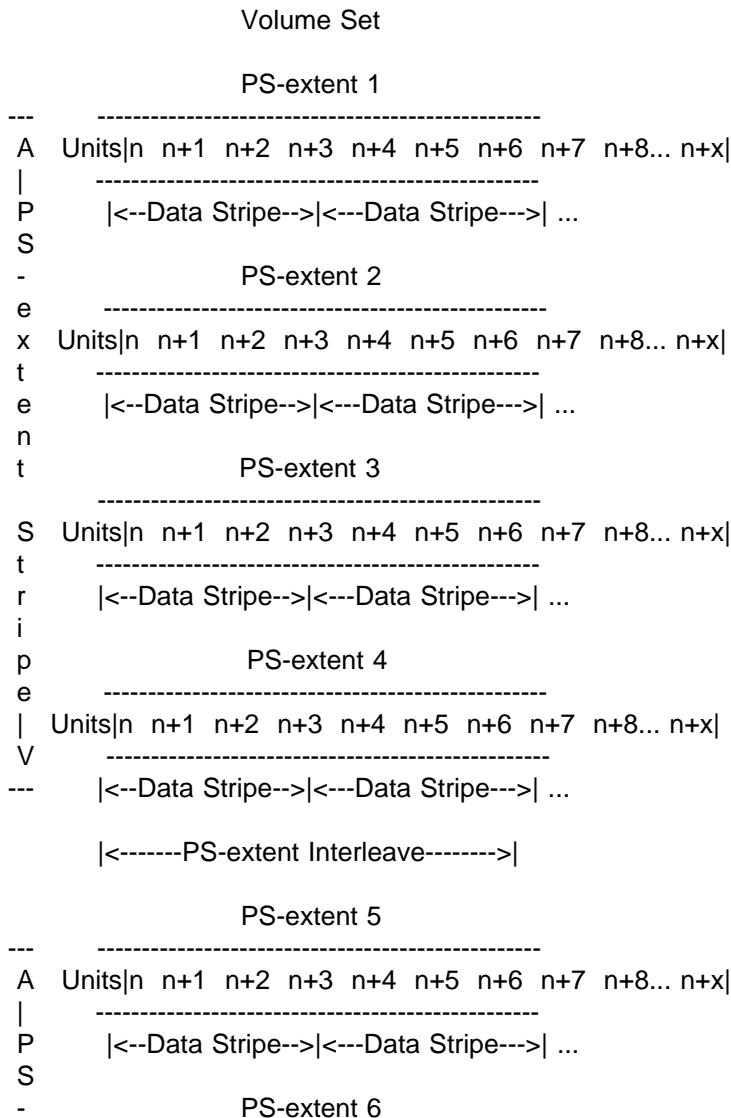 Volume Set
PS-extent 1
--- --------------------------------------------------
A Units|n n+1 n+2 n+3 n+4 n+5 n+6 n+7 n+8... n+x|
| --------------------------------------------------
P |<--Data Stripe-->|<---Data Stripe--->| ...
S
- PS-extent 2
e --------------------------------------------------
x Units|n n+1 n+2 n+3 n+4 n+5 n+6 n+7 n+8... n+x|
t --------------------------------------------------
e |<--Data Stripe-->|<---Data Stripe--->| ...
n
t PS-extent 3
--------------------------------------------------
S Units|n n+1 n+2 n+3 n+4 n+5 n+6 n+7 n+8... n+x|
t --------------------------------------------------
r |<--Data Stripe-->|<---Data Stripe--->| ...
i
p PS-extent 4
e --------------------------------------------------
| Units|n n+1 n+2 n+3 n+4 n+5 n+6 n+7 n+8... n+x|
V --------------------------------------------------
--- |<--Data Stripe-->|<---Data Stripe--->| ...
|<-------PS-extent Interleave-------->|
PS-extent 5
--- --------------------------------------------------
A Units|n n+1 n+2 n+3 n+4 n+5 n+6 n+7 n+8... n+x|
| --------------------------------------------------
P |<--Data Stripe-->|<---Data Stripe--->| ...
S
- PS-extent 6